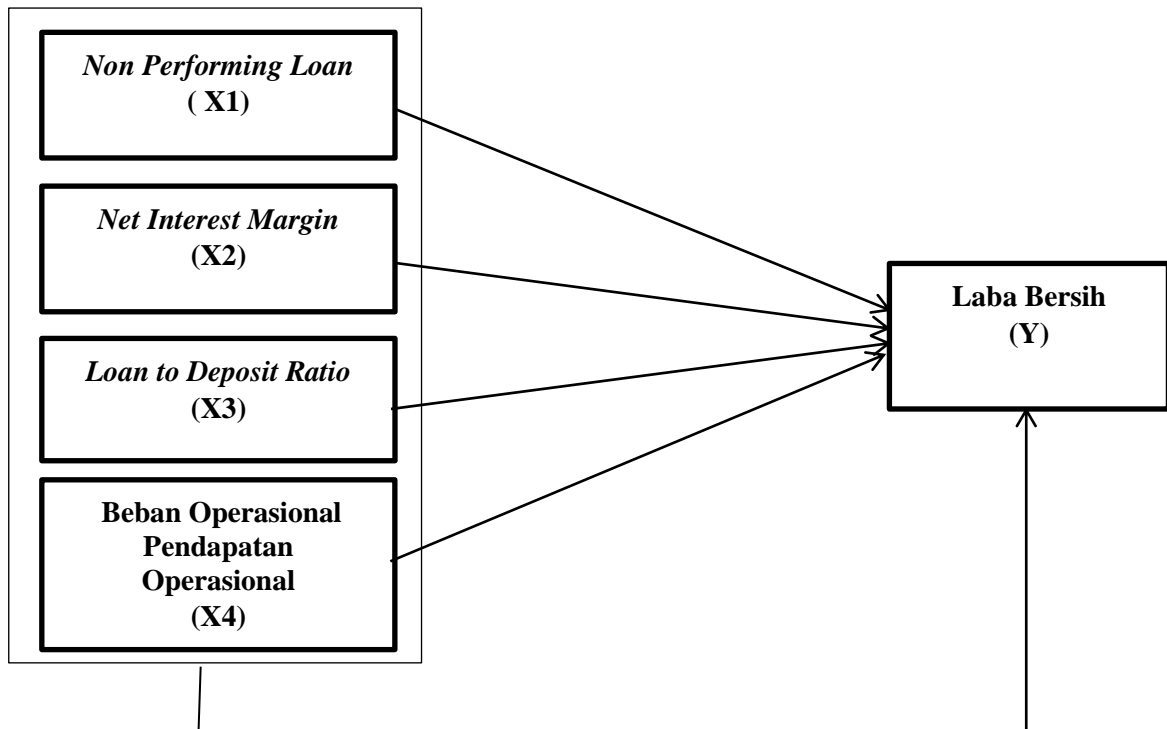 Non Performing Loan
( X1)
Net Interest Margin
(X2)
Loan to Deposit Ratio
(X3)
Beban Operasional
Pendapatan
Operasional
(X4)
Laba Bersih
(Y)